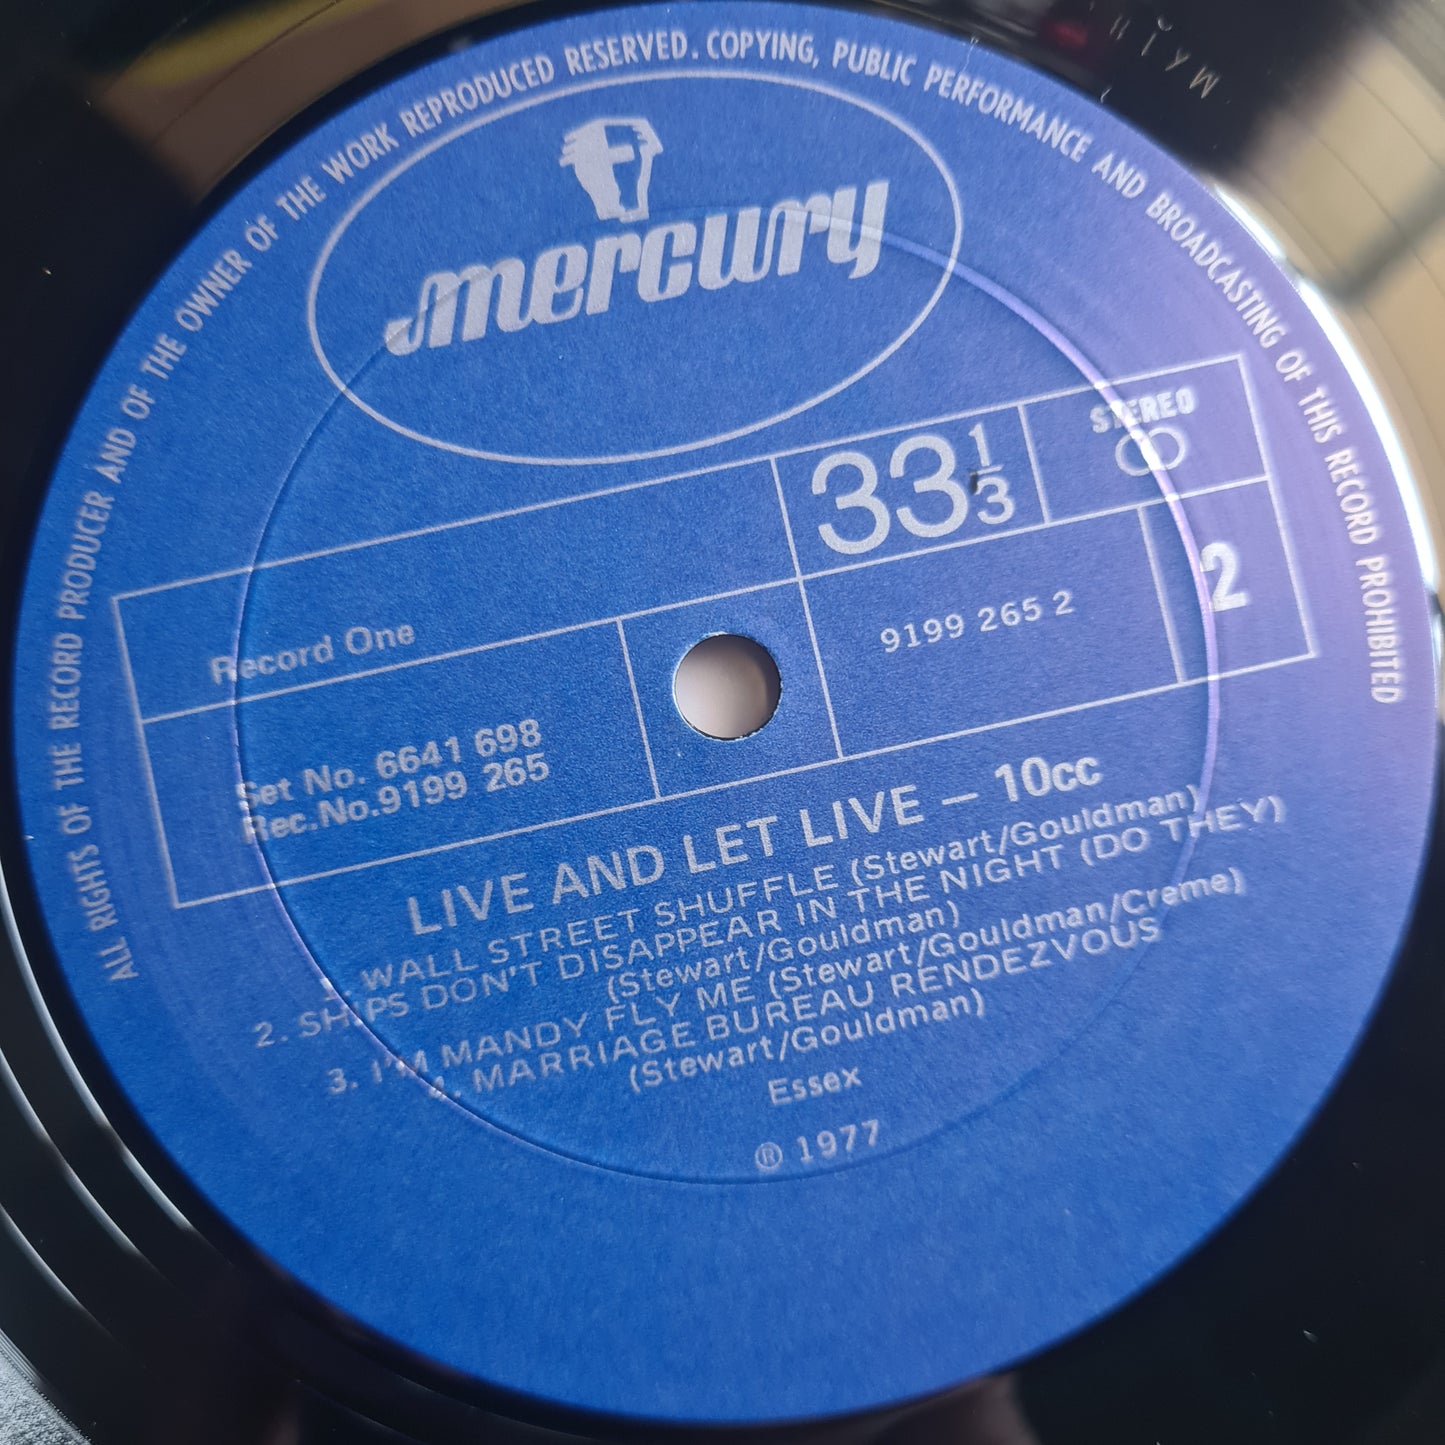 ALL RIGHTS OF THE RECORD PRODUCER AND OF THE OWNER OF THE WORK REPRODUCED RESERVED. COPYING, PUBLIC PERFORMANCE AND BROADCASTING OF THIS RECORD PROHIBITED
mercury
33 1/3
STEREO
2
9199 265 2
Record One
Set No. 6641 698
Rec.No.9199 265
LIVE AND LET LIVE – 10cc
1. WALL STREET SHUFFLE (Stewart/Gouldman)
2. SHIPS DON'T DISAPPEAR IN THE NIGHT (DO THEY)
(Stewart/Gouldman)
3. I'M MANDY FLY ME (Stewart/Gouldman/Creme)
4. MARRIAGE BUREAU RENDEZVOUS
(Stewart/Gouldman)
Essex
Ⓡ 1977